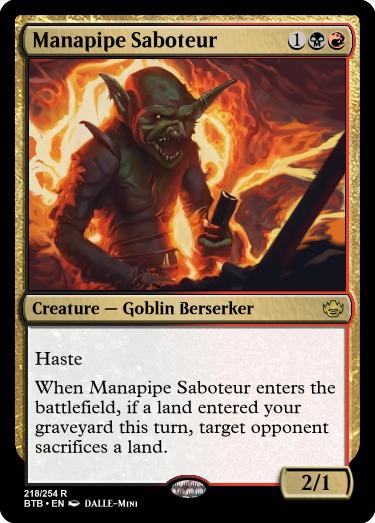 Manapipe Saboteur 1
Creature — Goblin Berserker
Haste
When Manapipe Saboteur enters the
battlefield, if a land entered your
graveyard this turn, target opponent
sacrifices a land.
2/1
218/254 R
BTB • EN DALLE-Mini